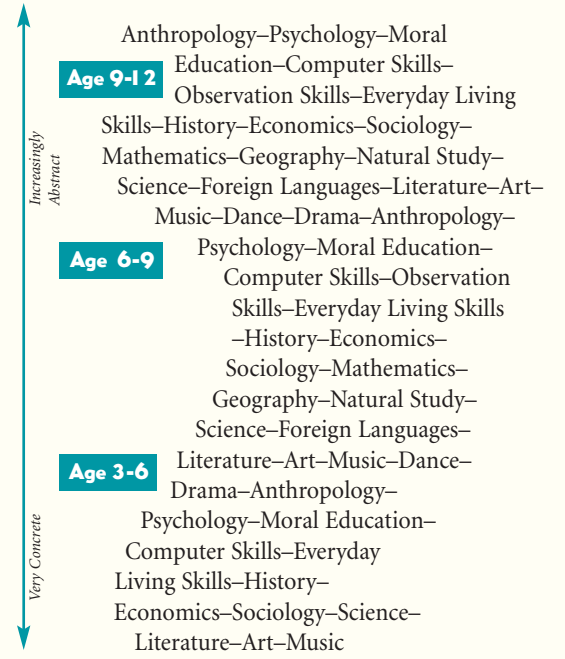 Anthropology–Psychology–Moral
Age 9-12
Education–Computer Skills–
Observation Skills–Everyday Living
Skills–History–Economics–Sociology–
Increasingly
Abstract
Mathematics–Geography–Natural Study–
Science–Foreign Languages–Literature–Art–
Music–Dance–Drama–Anthropology–
Age 6-9
Psychology–Moral Education–
Computer Skills–Observation
Skills–Everyday Living Skills
–History–Economics–
Sociology–Mathematics–
Geography–Natural Study–
Science–Foreign Languages–
Age 3-6
Literature–Art–Music–Dance–
Drama–Anthropology–
Psychology–Moral Education–
Very Concrete
Computer Skills–Everyday
Living Skills–History–
Economics–Sociology–Science–
Literature–Art–Music